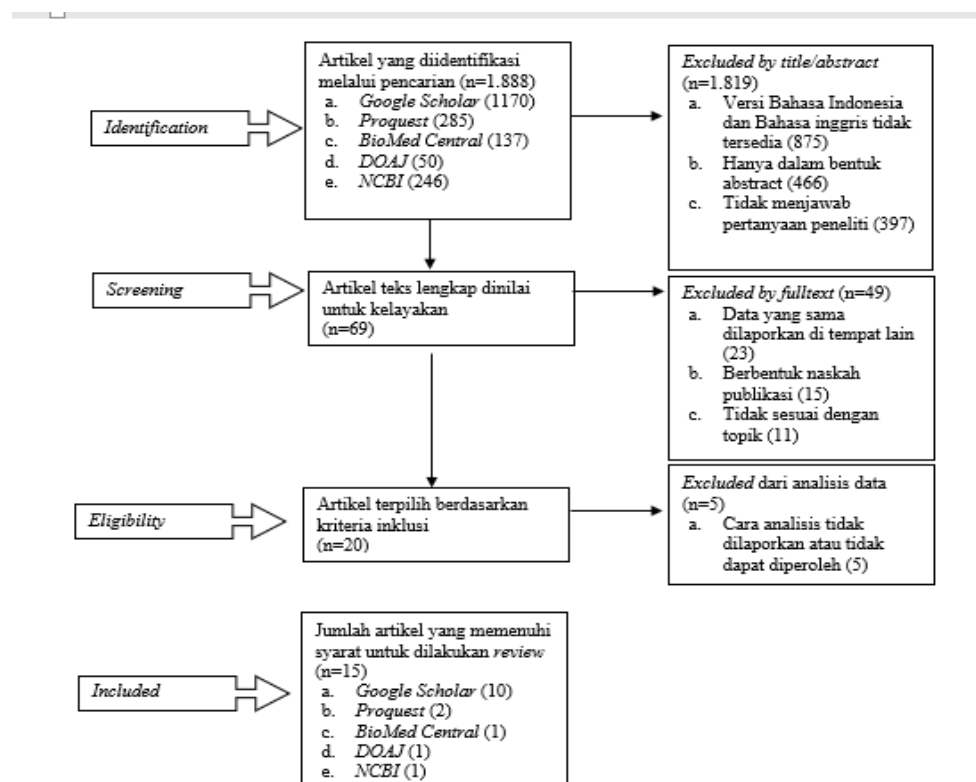 Identification
Artikel yang diidentifikasi
melalui pencarian (n=1.888)
a. Google Scholar (1170)
b. Proquest (285)
c. BioMed Central (137)
d. DOAJ (50)
e. NCBI (246)
Excluded by title/abstract
(n=1.819)
a. Versi Bahasa Indonesia
dan Bahasa inggris tidak
tersedia (875)
b. Hanya dalam bentuk
abstract (466)
c. Tidak menjawab
pertanyaan peneliti (397)
Screening
Artikel teks lengkap dinilai
untuk kelayakan
(n=69)
Excluded by fulltext (n=49)
a. Data yang sama
dilaporkan di tempat lain
(23)
b. Berbentuk naskah
publikasi (15)
c. Tidak sesuai dengan
topik (11)
Eligibility
Artikel terpilih berdasarkan
kriteria inklusi
(n=20)
Excluded dari analisis data
(n=5)
a. Cara analisis tidak
dilaporkan atau tidak
dapat diperoleh (5)
Included
Jumlah artikel yang memenuhi
syarat untuk dilakukan review
(n=15)
a. Google Scholar (10)
b. Proquest (2)
c. BioMed Central (1)
d. DOAJ (1)
e. NCBI (1)